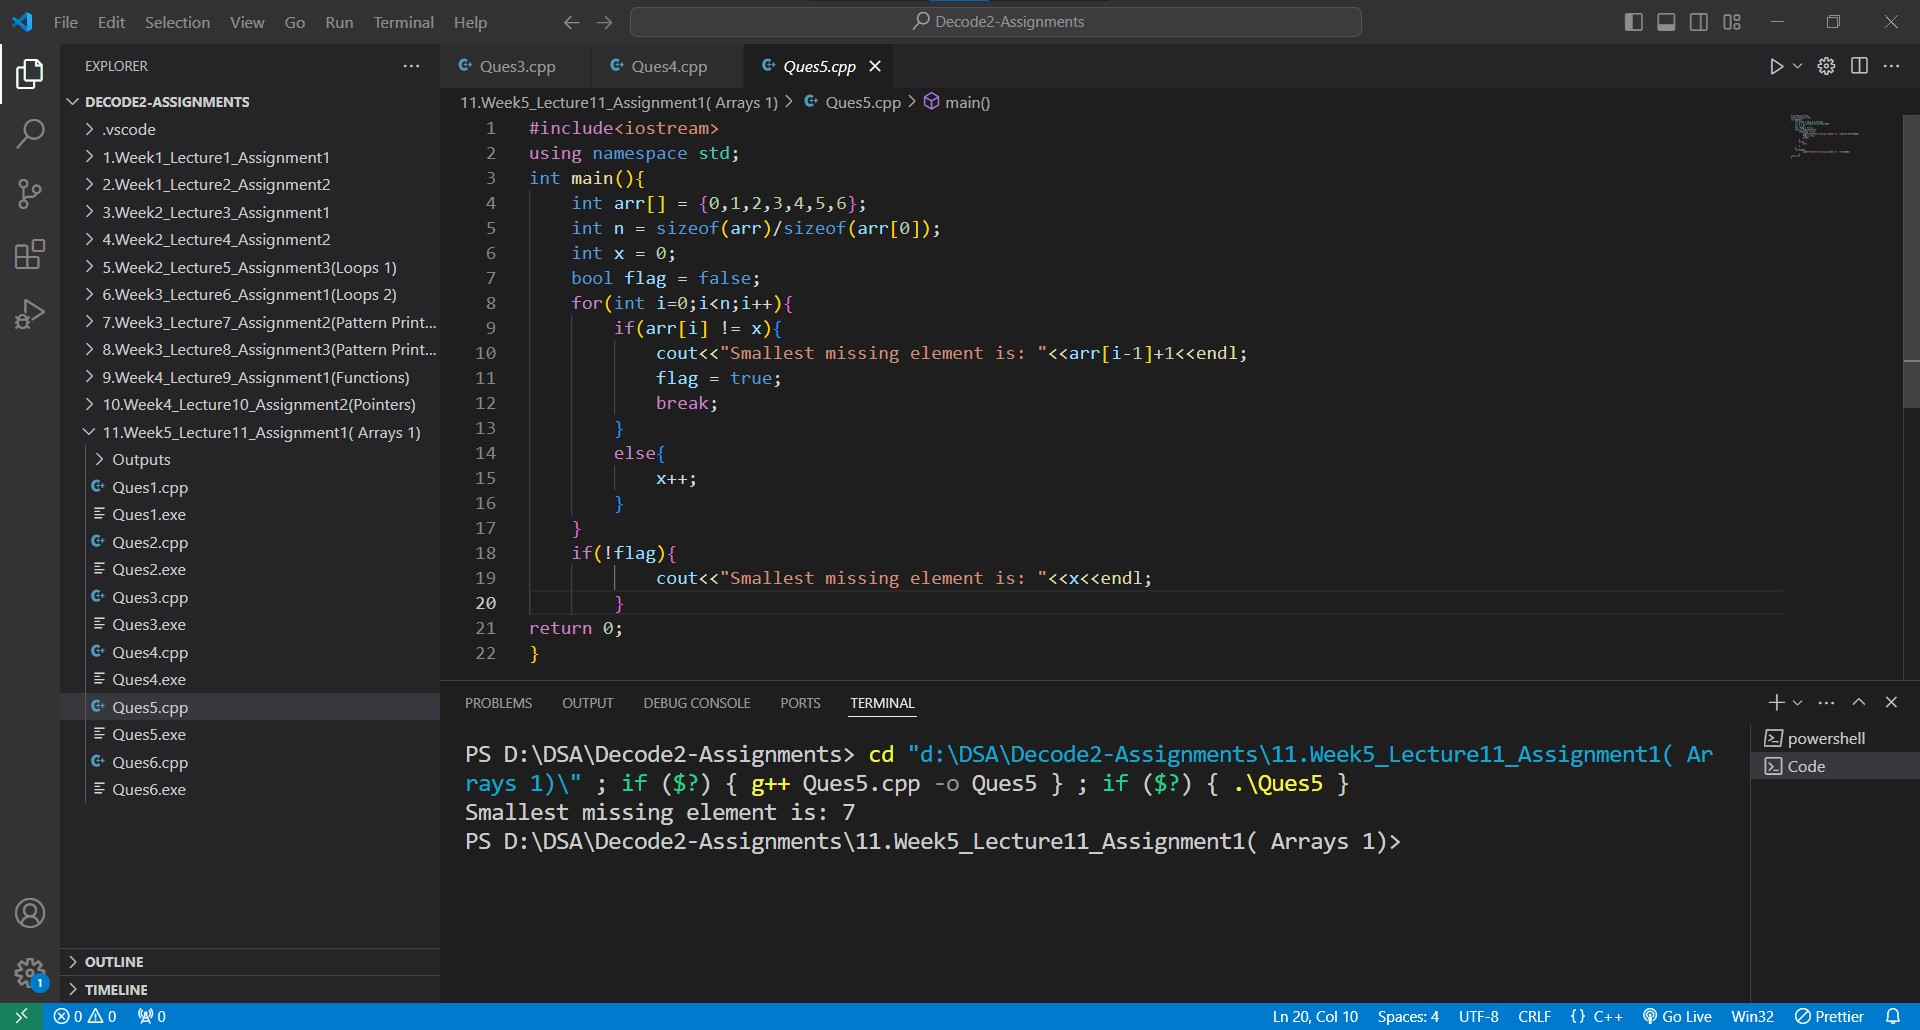 File Edit Selection View Go Run Terminal Help
Decode2-Assignments
EXPLORER
DECODE2-ASSIGNMENTS
.vscode
1.Week1_Lecture1_Assignment1
2.Week1_Lecture2_Assignment2
3.Week2_Lecture3_Assignment1
4.Week2_Lecture4_Assignment2
5.Week2_Lecture5_Assignment3(Loops 1)
6.Week3_Lecture6_Assignment1(Loops 2)
7.Week3_Lecture7_Assignment2(Pattern Print...
8.Week3_Lecture8_Assignment3(Pattern Print...
9.Week4_Lecture9_Assignment1(Functions)
10.Week4_Lecture10_Assignment2(Pointers)
11.Week5_Lecture11_Assignment1( Arrays 1)
Outputs
Ques1.cpp
Ques1.exe
Ques2.cpp
Ques2.exe
Ques3.cpp
Ques3.exe
Ques4.cpp
Ques4.exe
Ques5.cpp
Ques5.exe
Ques6.cpp
Ques6.exe
OUTLINE
TIMELINE
1
Ques3.cpp Ques4.cpp Ques5.cpp
11.Week5_Lecture11_Assignment1( Arrays 1) > Ques5.cpp > main()
1 #include<iostream>
2 using namespace std;
3 int main(){
4 int arr[] = {0,1,2,3,4,5,6};
5 int n = sizeof(arr)/sizeof(arr[0]);
6 int x = 0;
7 bool flag = false;
8 for(int i=0;i<n;i++){
9 if(arr[i] != x){
10 cout<<"Smallest missing element is: "<<arr[i-1]+1<<endl;
11 flag = true;
12 break;
13 }
14 else{
15 x++;
16 }
17 }
18 if(!flag){
19 cout<<"Smallest missing element is: "<<x<<endl;
20 }
21 return 0;
22 }
PROBLEMS OUTPUT DEBUG CONSOLE PORTS TERMINAL
PS D:\DSA\Decode2-Assignments> cd "d:\DSA\Decode2-Assignments\11.Week5_Lecture11_Assignment1( Ar
rays 1)\" ; if ($?) { g++ Ques5.cpp -o Ques5 } ; if ($?) { .\Ques5 }
Smallest missing element is: 7
PS D:\DSA\Decode2-Assignments\11.Week5_Lecture11_Assignment1( Arrays 1)>
powershell
Code
0 0 0 Ln 20, Col 10 Spaces: 4 UTF-8 CRLF {} C++ Go Live Win32 Prettier